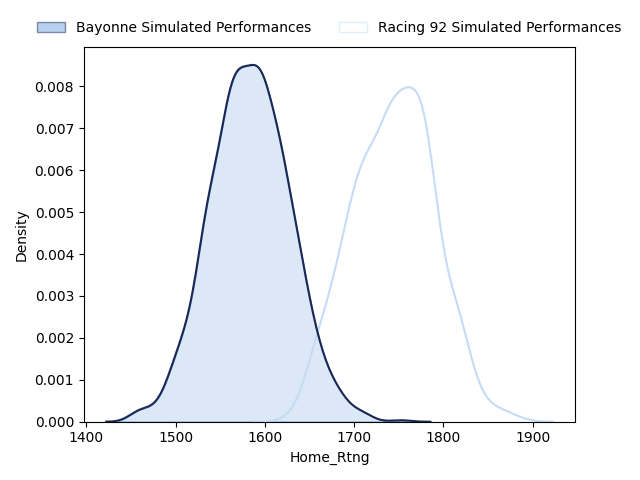 Bayonne Simulated Performances Racing 92 Simulated Performances
0.008
0.007
0.006
0.005
0.004
0.003
0.002
0.001
0.000
Density
1400 1500 1600 1700 1800 1900
Home_Rtng